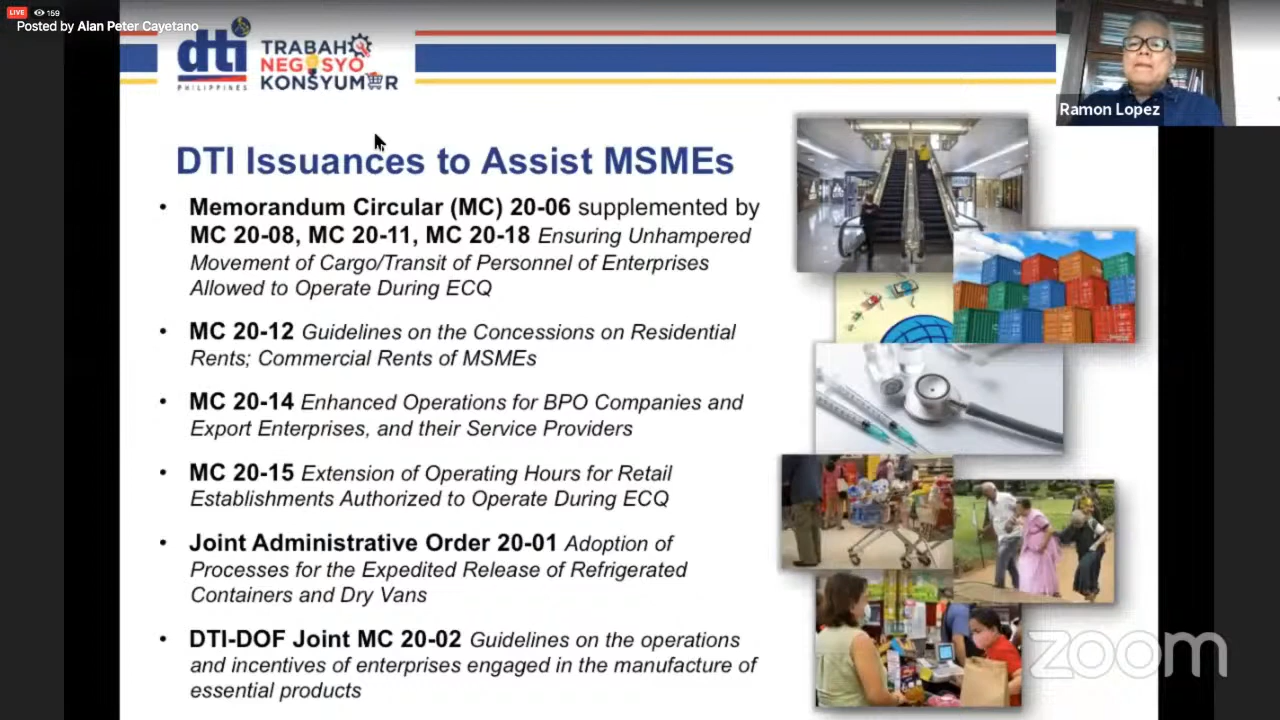 LIVE 159
Posted by Alan Peter Cayetano
dti
PHILIPPINES
TRABAHO
NEGOSYO
KONSYUMER
Ramon Lopez
DTI Issuances to Assist MSMEs
• Memorandum Circular (MC) 20-06 supplemented by
MC 20-08, MC 20-11, MC 20-18 Ensuring Unhampered
Movement of Cargo/Transit of Personnel of Enterprises
Allowed to Operate During ECQ
• MC 20-12 Guidelines on the Concessions on Residential
Rents; Commercial Rents of MSMEs
• MC 20-14 Enhanced Operations for BPO Companies and
Export Enterprises, and their Service Providers
• MC 20-15 Extension of Operating Hours for Retail
Establishments Authorized to Operate During ECQ
• Joint Administrative Order 20-01 Adoption of
Processes for the Expedited Release of Refrigerated
Containers and Dry Vans
• DTI-DOF Joint MC 20-02 Guidelines on the operations
and incentives of enterprises engaged in the manufacture of
essential products
zoom